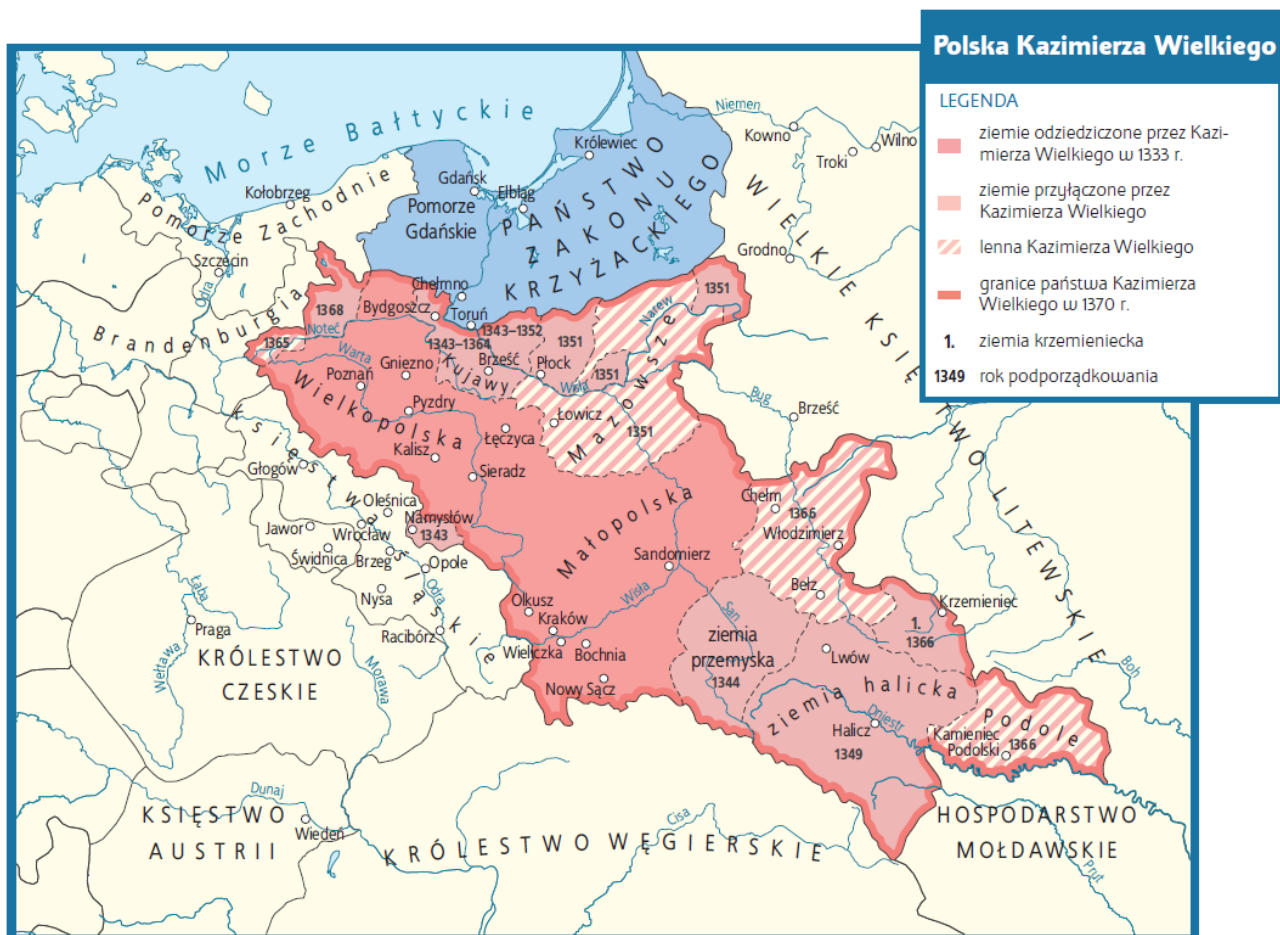 Polska Kazimierza Wielkiego
LEGENDA
ziemie odziedziczone przez Kazi-
mierza Wielkiego w 1333 r.
ziemie przyłączone przez
Kazimierza Wielkiego
lenna Kazimierza Wielkiego
granice państwa Kazimierza
Wielkiego w 1370 r.
1. ziemia krzemieniecka
1349 rok podporządkowania
Morze Bałtyckie
Niemen
Kowno
Wilno
Troki
Królewiec
Gdańsk
Elbląg
Kołobrzeg
Pomorze Zachodnie
Pomorze
Gdańskie
PAŃSTWO
ZAKONU
KRZYŻACKIEGO
WIELKIE KSIĘSTWO LITEWSKIE
Grodno
Szczecin
Odra
Chełmno
1351
Brandenburgia
1368
Bydgoszcz
Toruń
Narew
Noteć
1343–1352
1365
1343–1364
1351
Warta
Gniezno
Kujawy
Brześć
Płock
1351
Poznań
Wisła
Mazowsze
Wielkopolska
Pyzdry
Łowicz
Bug
Brześć
1351
Księstwa śląskie
Łęczyca
Kalisz
Głogów
Sieradz
Oleśnica
Małopolska
Chełm
1366
Namysłów
Jawor
Wrocław
1343
Włodzimierz
Świdnica
Brzeg
Opole
Sandomierz
Nysa
Odra
Bełz
Łaba
Olkusz
Wisła
San
Krzemieniec
Praga
Racibórz
Kraków
ziemia
przemyska
1344
1.
1366
KRÓLESTWO
CZESKIE
Wieliczka
Bochnia
Lwów
Wełtawa
Morawa
Nowy Sącz
ziemia halicka
Boh
Dniestr
Podole
Halicz
1349
Kamieniec
Podolski
1366
Dunaj
KSIĘSTWO
AUSTRII
Wiedeń
Cisa
KRÓLESTWO WĘGIERSKIE
HOSPODARSTWO
MOŁDAWSKIE
Prut